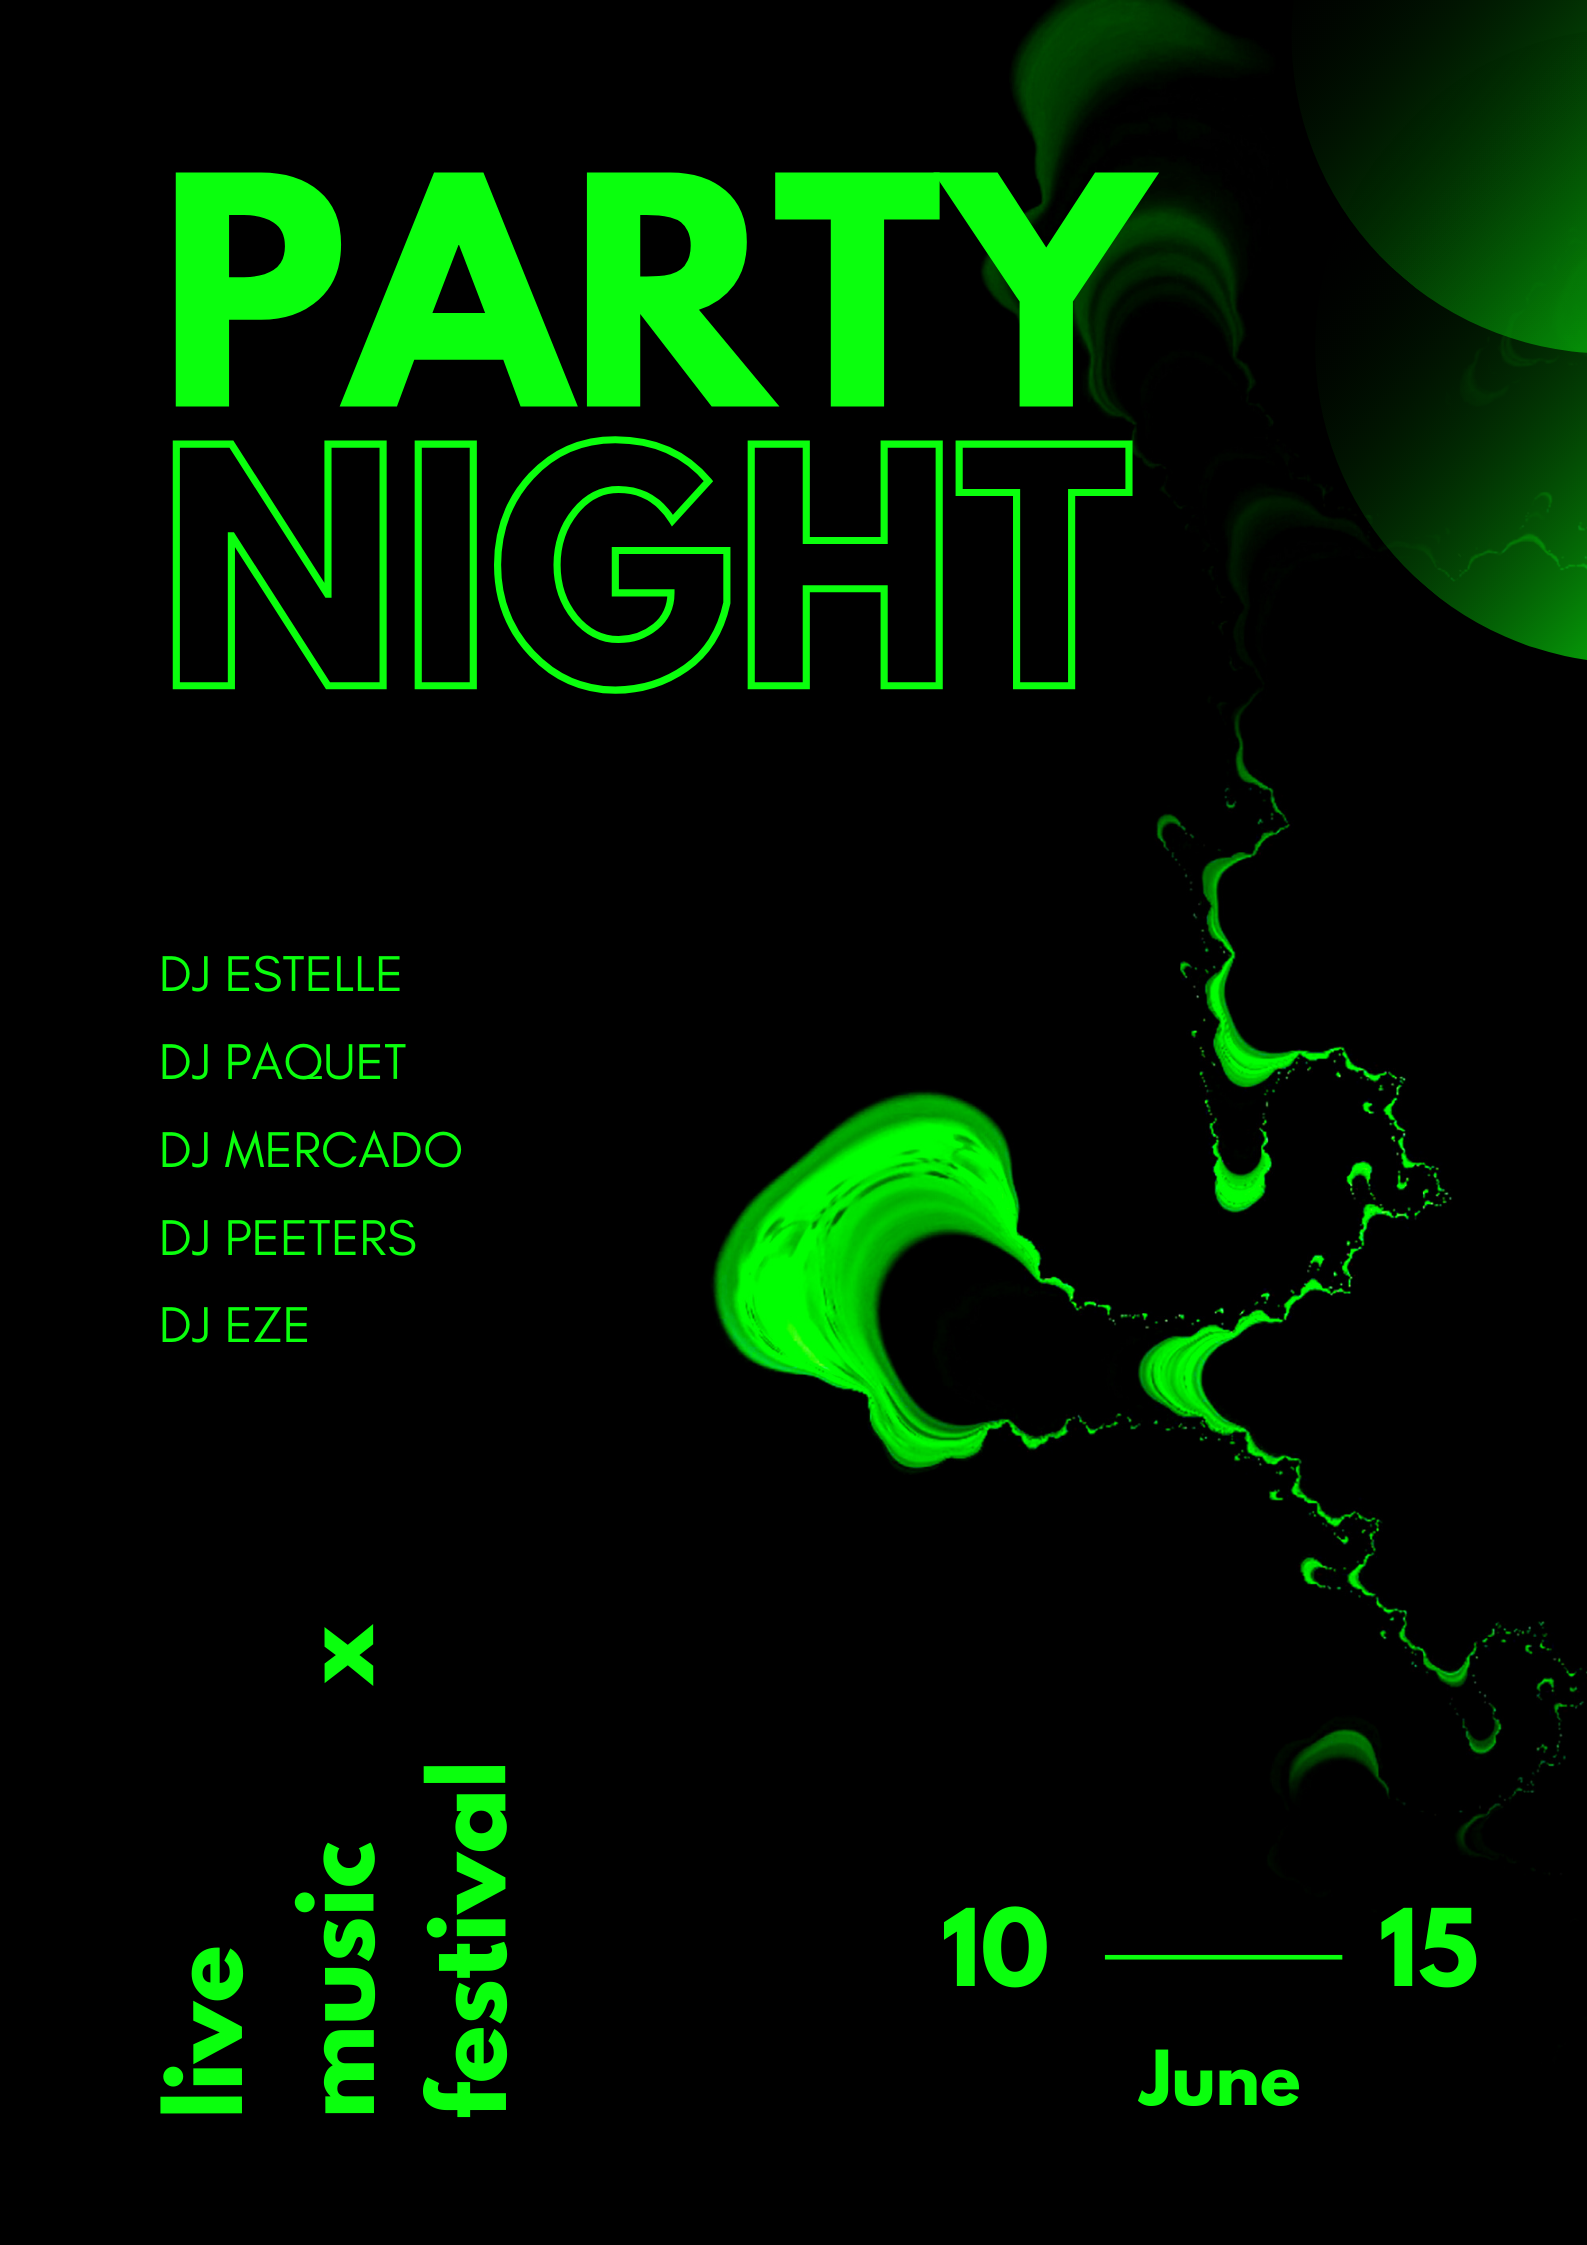 PARTY
NIGHT
DJ ESTELLE
DJ PAQUET
DJ MERCADO
DJ PEETERS
DJ EZE
live
music x
festival
10 — 15
June